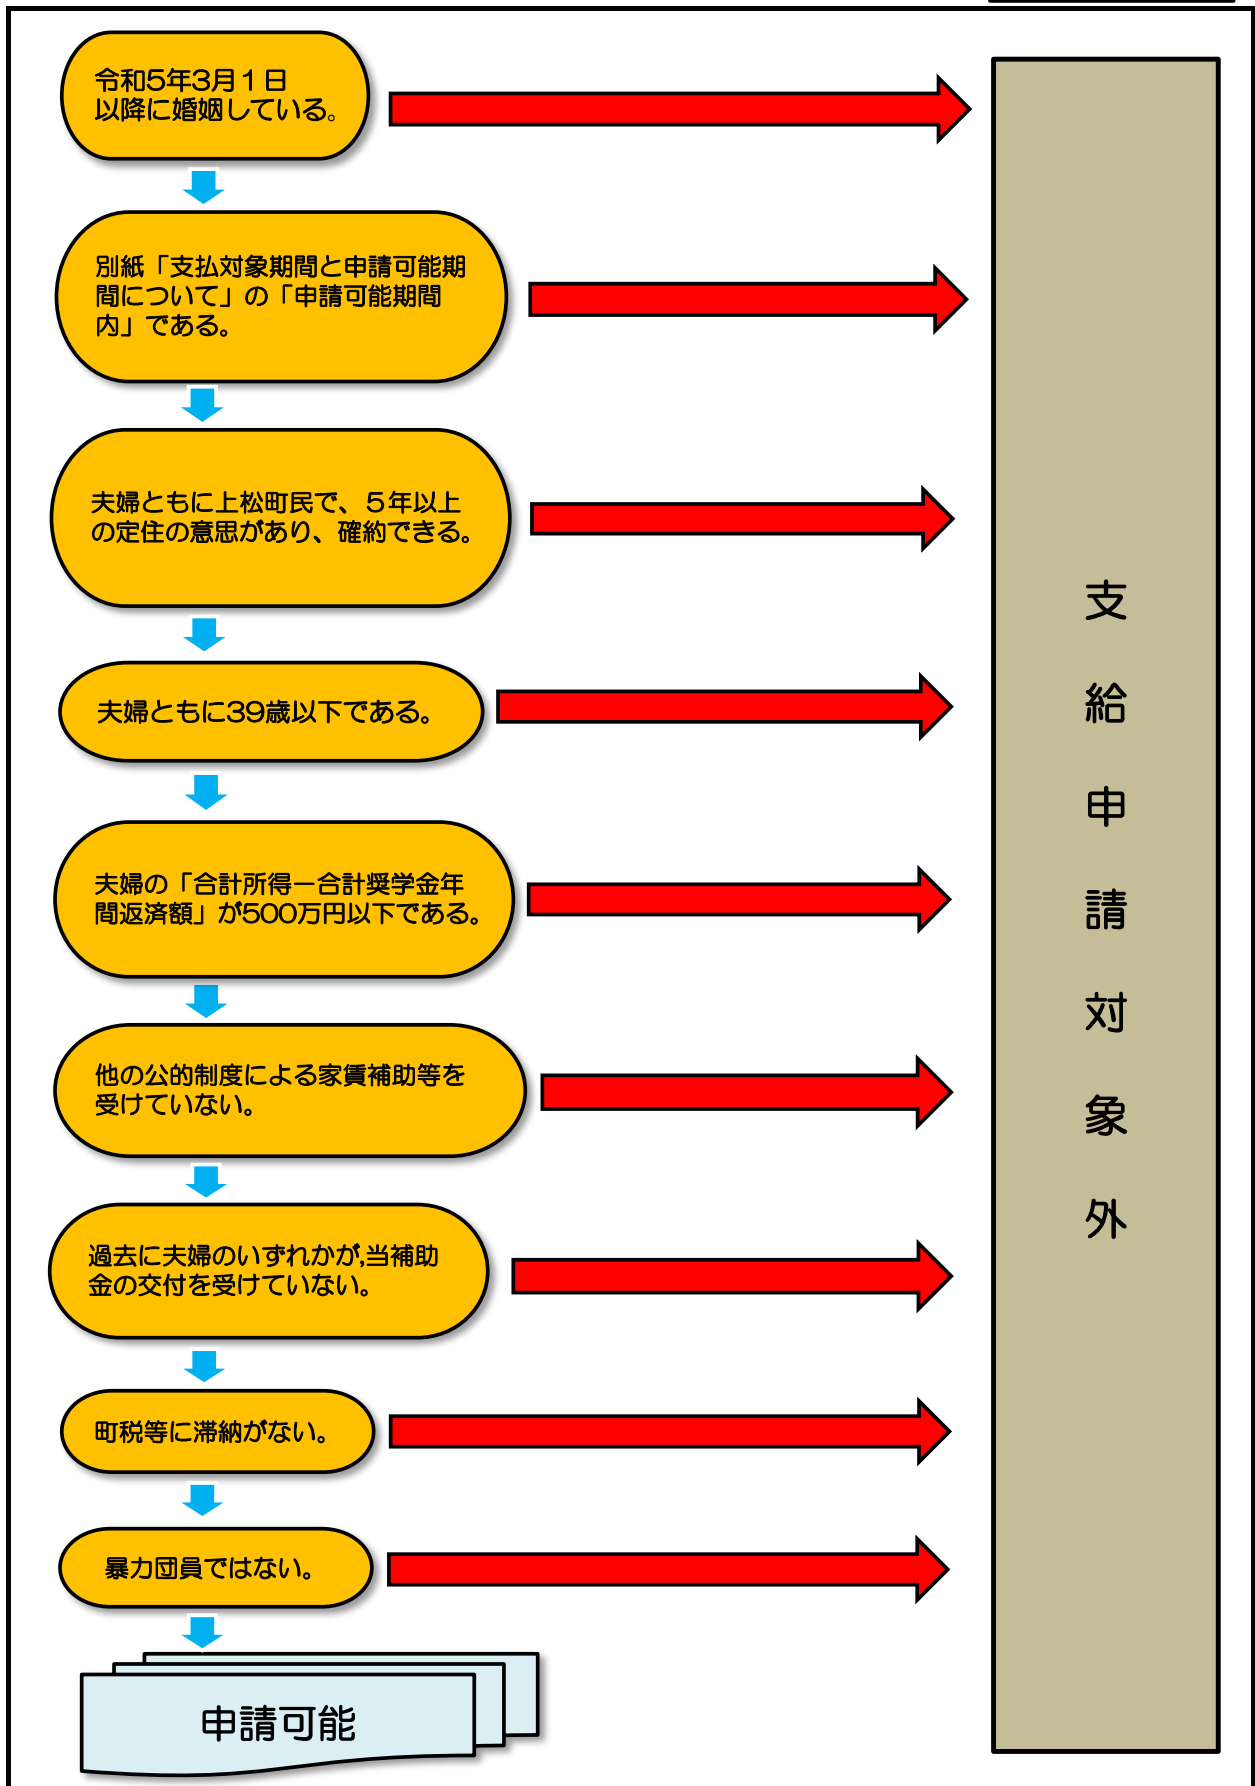 令和5年3月1日
以降に婚姻している。
別紙「支払対象期間と申請可能期
間について」の「申請可能期間
内」である。
夫婦ともに上松町民で、５年以上
の定住の意思があり、確約できる。
夫婦ともに39歳以下である。
夫婦の「合計所得ー合計奨学金年
間返済額」が500万円以下である。
他の公的制度による家賃補助等を
受けていない。
過去に夫婦のいずれかが,当補助
金の交付を受けていない。
町税等に滞納がない。
暴力団員ではない。
申請可能
支給申請対象外